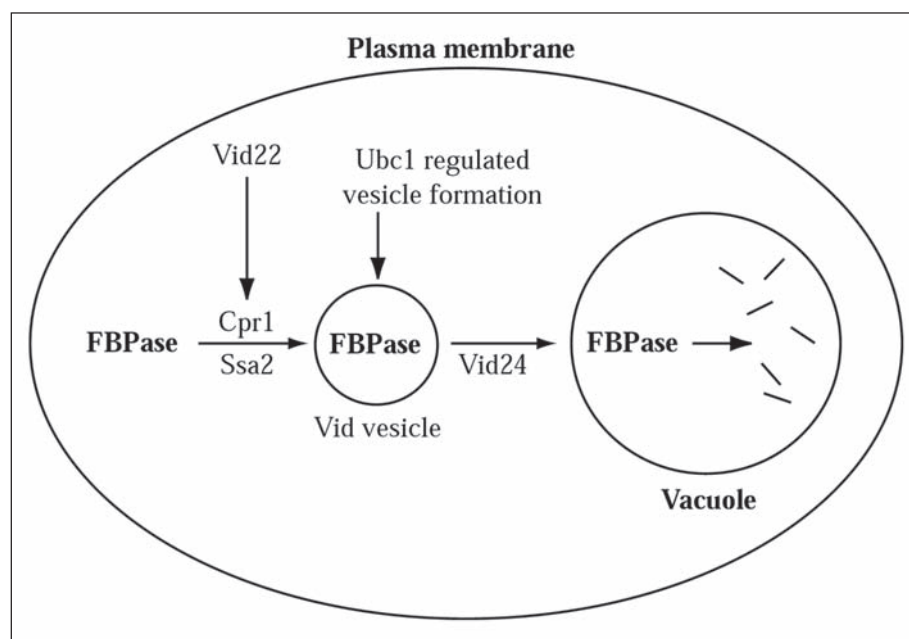 Plasma membrane
Vid22
Ubc1 regulated
vesicle formation
FBPase
Cpr1
Ssa2
FBPase
Vid vesicle
Vid24
FBPase
Vacuole